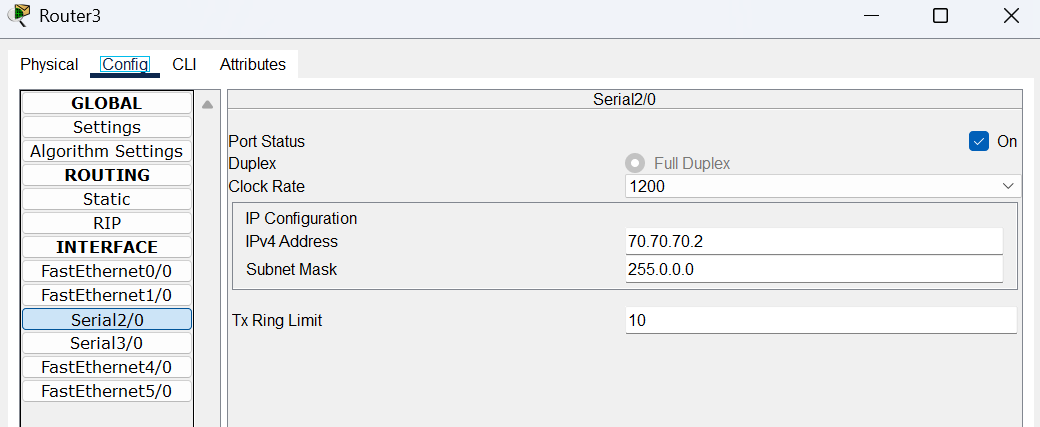 Router3
Physical Config CLI Attributes
GLOBAL
Settings
Algorithm Settings
ROUTING
Static
RIP
INTERFACE
FastEthernet0/0
FastEthernet1/0
Serial2/0
Serial3/0
FastEthernet4/0
FastEthernet5/0
Serial2/0
Port Status On
Duplex Full Duplex
Clock Rate 1200
IP Configuration
IPv4 Address 70.70.70.2
Subnet Mask 255.0.0.0
Tx Ring Limit 10